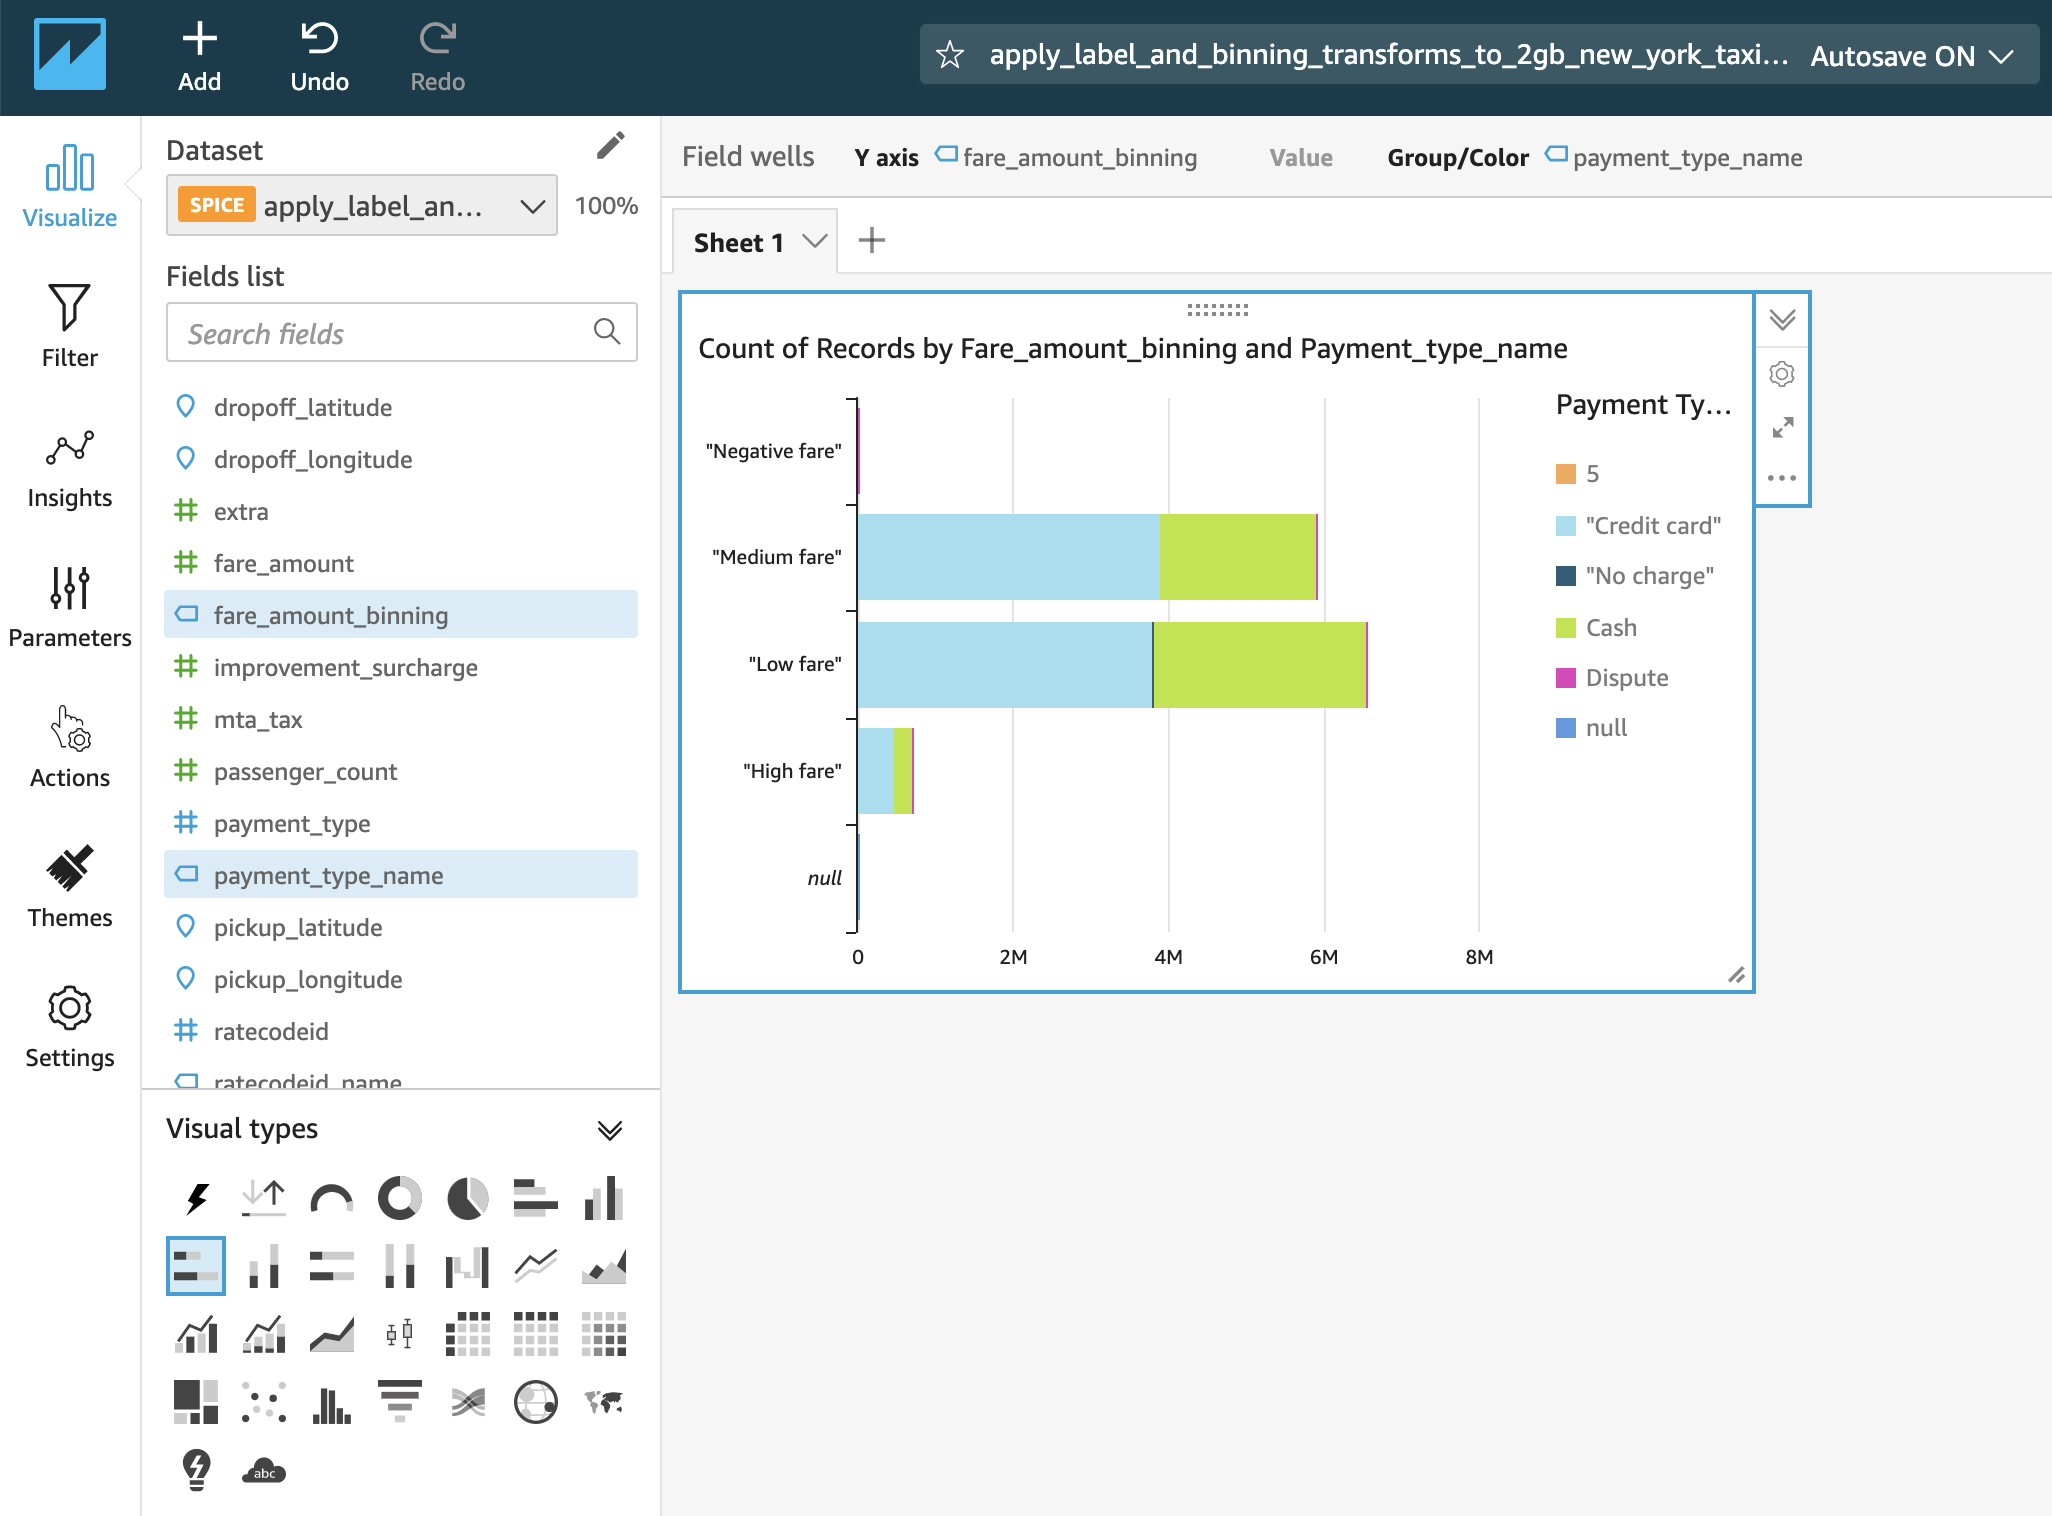 Add
Undo
Redo
apply_label_and_binning_transforms_to_2gb_new_york_taxi...
Autosave ON
Visualize
Filter
Insights
Parameters
Actions
Themes
Settings
Dataset
SPICE apply_label_an... 100%
Fields list
Search fields
dropoff_latitude
dropoff_longitude
extra
fare_amount
fare_amount_binning
improvement_surcharge
mta_tax
passenger_count
payment_type
payment_type_name
pickup_latitude
pickup_longitude
ratecodeid
ratecodeid_name
Visual types
abc
Field wells Y axis fare_amount_binning Value Group/Color payment_type_name
Sheet 1
Count of Records by Fare_amount_binning and Payment_type_name
"Negative fare"
"Medium fare"
"Low fare"
"High fare"
null
0 2M 4M 6M 8M
Payment Ty...
5
"Credit card"
"No charge"
Cash
Dispute
null